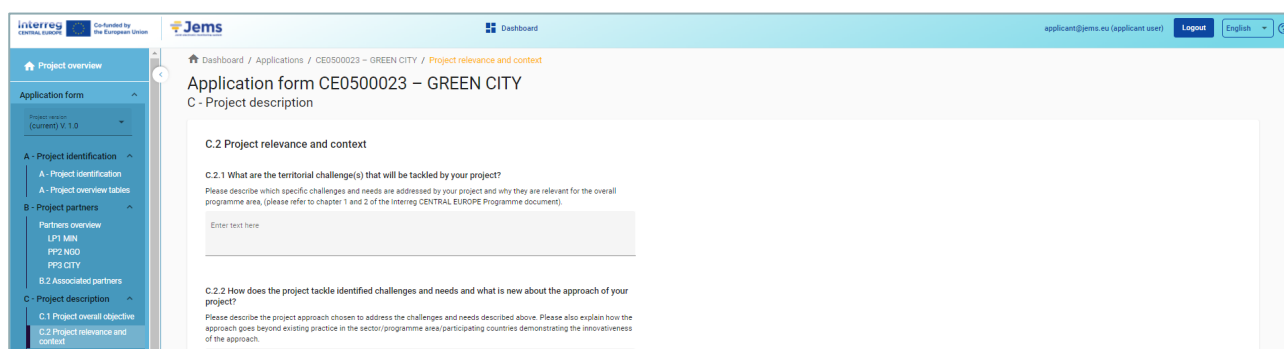 Interreg
CENTRAL EUROPE
Co-funded by
the European Union
Jems
Dashboard
applicant@jems.eu (applicant user)
Logout
English
Project overview
Application form
Project version
(current) V. 1.0
A - Project identification
A - Project identification
A - Project overview tables
B - Project partners
Partners overview
LP1 MIN
PP2 NGO
PP3 CITY
B.2 Associated partners
C - Project description
C.1 Project overall objective
C.2 Project relevance and
context
Dashboard / Applications / CE0500023 – GREEN CITY / Project relevance and context
Application form CE0500023 – GREEN CITY
C - Project description
C.2 Project relevance and context
C.2.1 What are the territorial challenge(s) that will be tackled by your project?
Please describe which specific challenges and needs are addressed by your project and why they are relevant for the overall
programme area, (please refer to chapter 1 and 2 of the Interreg CENTRAL EUROPE Programme document).
Enter text here
C.2.2 How does the project tackle identified challenges and needs and what is new about the approach of your
project?
Please describe the project approach chosen to address the challenges and needs described above. Please also explain how the
approach goes beyond existing practice in the sector/programme area/participating countries demonstrating the innovativeness
of the approach.